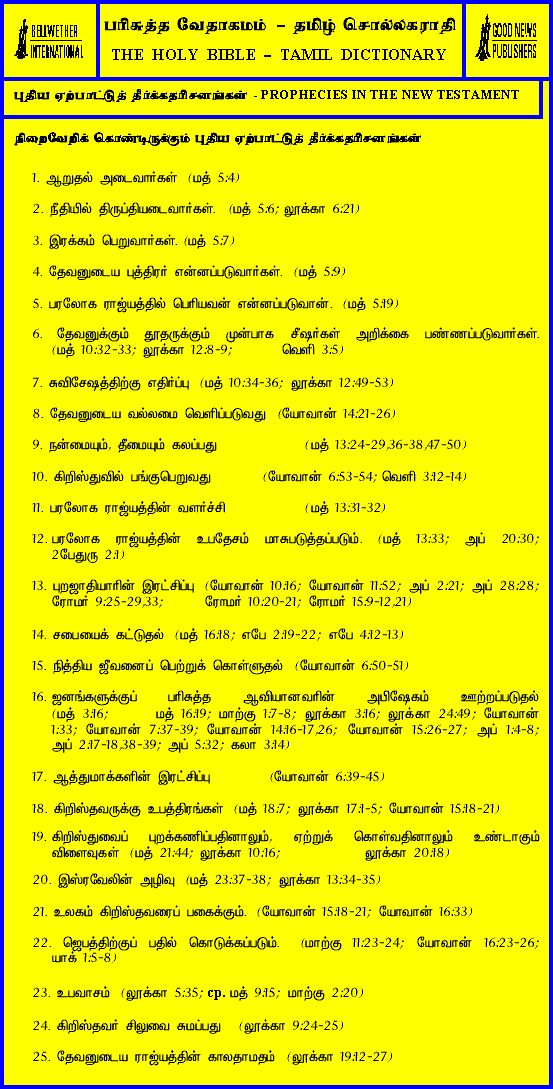 BELLWETHER
INTERNATIONAL
பரிசுத்த வேதாகமம் – தமிழ் சொல்லகராதி
THE HOLY BIBLE – TAMIL DICTIONARY
GOOD NEWS
PUBLISHERS
புதிய ஏற்பாட்டுத் தீர்க்கதரிசனங்கள் - PROPHECIES IN THE NEW TESTAMENT
நிறைவேறிக் கொண்டிருக்கும் புதிய ஏற்பாட்டுத் தீர்க்கதரிசனங்கள்
1. ஆறுதல் அடைவார்கள் (மத் 5:4)
2. நீதியில் திருப்தியடைவார்கள். (மத் 5:6; லூக்கா 6:21)
3. இரக்கம் பெறுவார்கள். (மத் 5:7)
4. தேவனுடைய புத்திரர் என்னப்படுவார்கள். (மத் 5:9)
5. பரலோக ராஜ்யத்தில் பெரியவன் என்னப்படுவான். (மத் 5:19)
6. தேவனுக்கும் தூதருக்கும் முன்பாக சீஷர்கள் அறிக்கை பண்ணப்படுவார்கள்.
(மத் 10:32-33; லூக்கா 12:8-9; வெளி 3:5)
7. சுவிசேஷத்திற்கு எதிர்ப்பு (மத் 10:34-36; லூக்கா 12:49-53)
8. தேவனுடைய வல்லமை வெளிப்படுவது (யோவான் 14:21-26)
9. நன்மையும், தீமையும் கலப்பது (மத் 13:24-29,36-38,47-50)
10. கிறிஸ்துவில் பங்குபெறுவது (யோவான் 6:53-54; வெளி 3:12-14)
11. பரலோக ராஜ்யத்தின் வளர்ச்சி (மத் 13:31-32)
12. பரலோக ராஜ்யத்தின் உபதேசம் மாசுபடுத்தப்படும். (மத் 13:33; அப் 20:30;
2பேதுரு 2:1)
13. புறஜாதியாரின் இரட்சிப்பு (யோவான் 10:16; யோவான் 11:52; அப் 2:21; அப் 28:28;
ரோமர் 9:25-29,33; ரோமர் 10:20-21; ரோமர் 15:9-12,21)
14. சபையைக் கட்டுதல் (மத் 16:18; எபே 2:19-22; எபே 4:12-13)
15. நித்திய ஜீவனைப் பெற்றுக் கொள்ளுதல் (யோவான் 6:50-51)
16. ஜனங்களுக்குப் பரிசுத்த ஆவியானவரின் அபிஷேகம் ஊற்றப்படுதல்
(மத் 3:16; மத் 16:19; மாற்கு 1:7-8; லூக்கா 3:16; லூக்கா 24:49; யோவான்
1:33; யோவான் 7:37-39; யோவான் 14:16-17,26; யோவான் 15:26-27; அப் 1:4-8;
அப் 2:17-18,38-39; அப் 5:32; கலா 3:14)
17. ஆத்துமாக்களின் இரட்சிப்பு (யோவான் 6:39-45)
18. கிறிஸ்தவருக்கு உபத்திரங்கள் (மத் 18:7; லூக்கா 17:1-5; யோவான் 15:18-21)
19. கிறிஸ்துவைப் புறக்கணிப்பதினாலும், ஏற்றுக் கொள்வதினாலும் உண்டாகும்
விளைவுகள் (மத் 21:44; லூக்கா 10:16; லூக்கா 20:18)
20. இஸ்ரவேலின் அழிவு (மத் 23:37-38; லூக்கா 13:34-35)
21. உலகம் கிறிஸ்தவரைப் பகைக்கும். (யோவான் 15:18-21; யோவான் 16:33)
22. ஜெபத்திற்குப் பதில் கொடுக்கப்படும். (மாற்கு 11:23-24; யோவான் 16:23-26;
யாக் 1:5-8)
23. உபவாசம் (லூக்கா 5:35; cp. மத் 9:15; மாற்கு 2:20)
24. கிறிஸ்தவர் சிலுவை சுமப்பது (லூக்கா 9:24-25)
25. தேவனுடைய ராஜ்யத்தின் காலதாமதம் (லூக்கா 19:12-27)